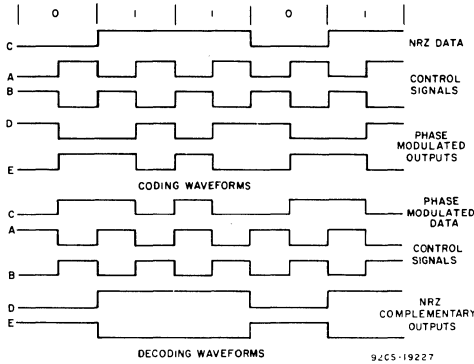 0 1 1 0 1
C NRZ DATA
A
CONTROL
SIGNALS
B
D
PHASE
MODULATED
OUTPUTS
E
CODING WAVEFORMS
PHASE
MODULATED
DATA
C
A
CONTROL
SIGNALS
B
D
NRZ
COMPLEMENTARY
OUTPUTS
E
DECODING WAVEFORMS
92CS-19227